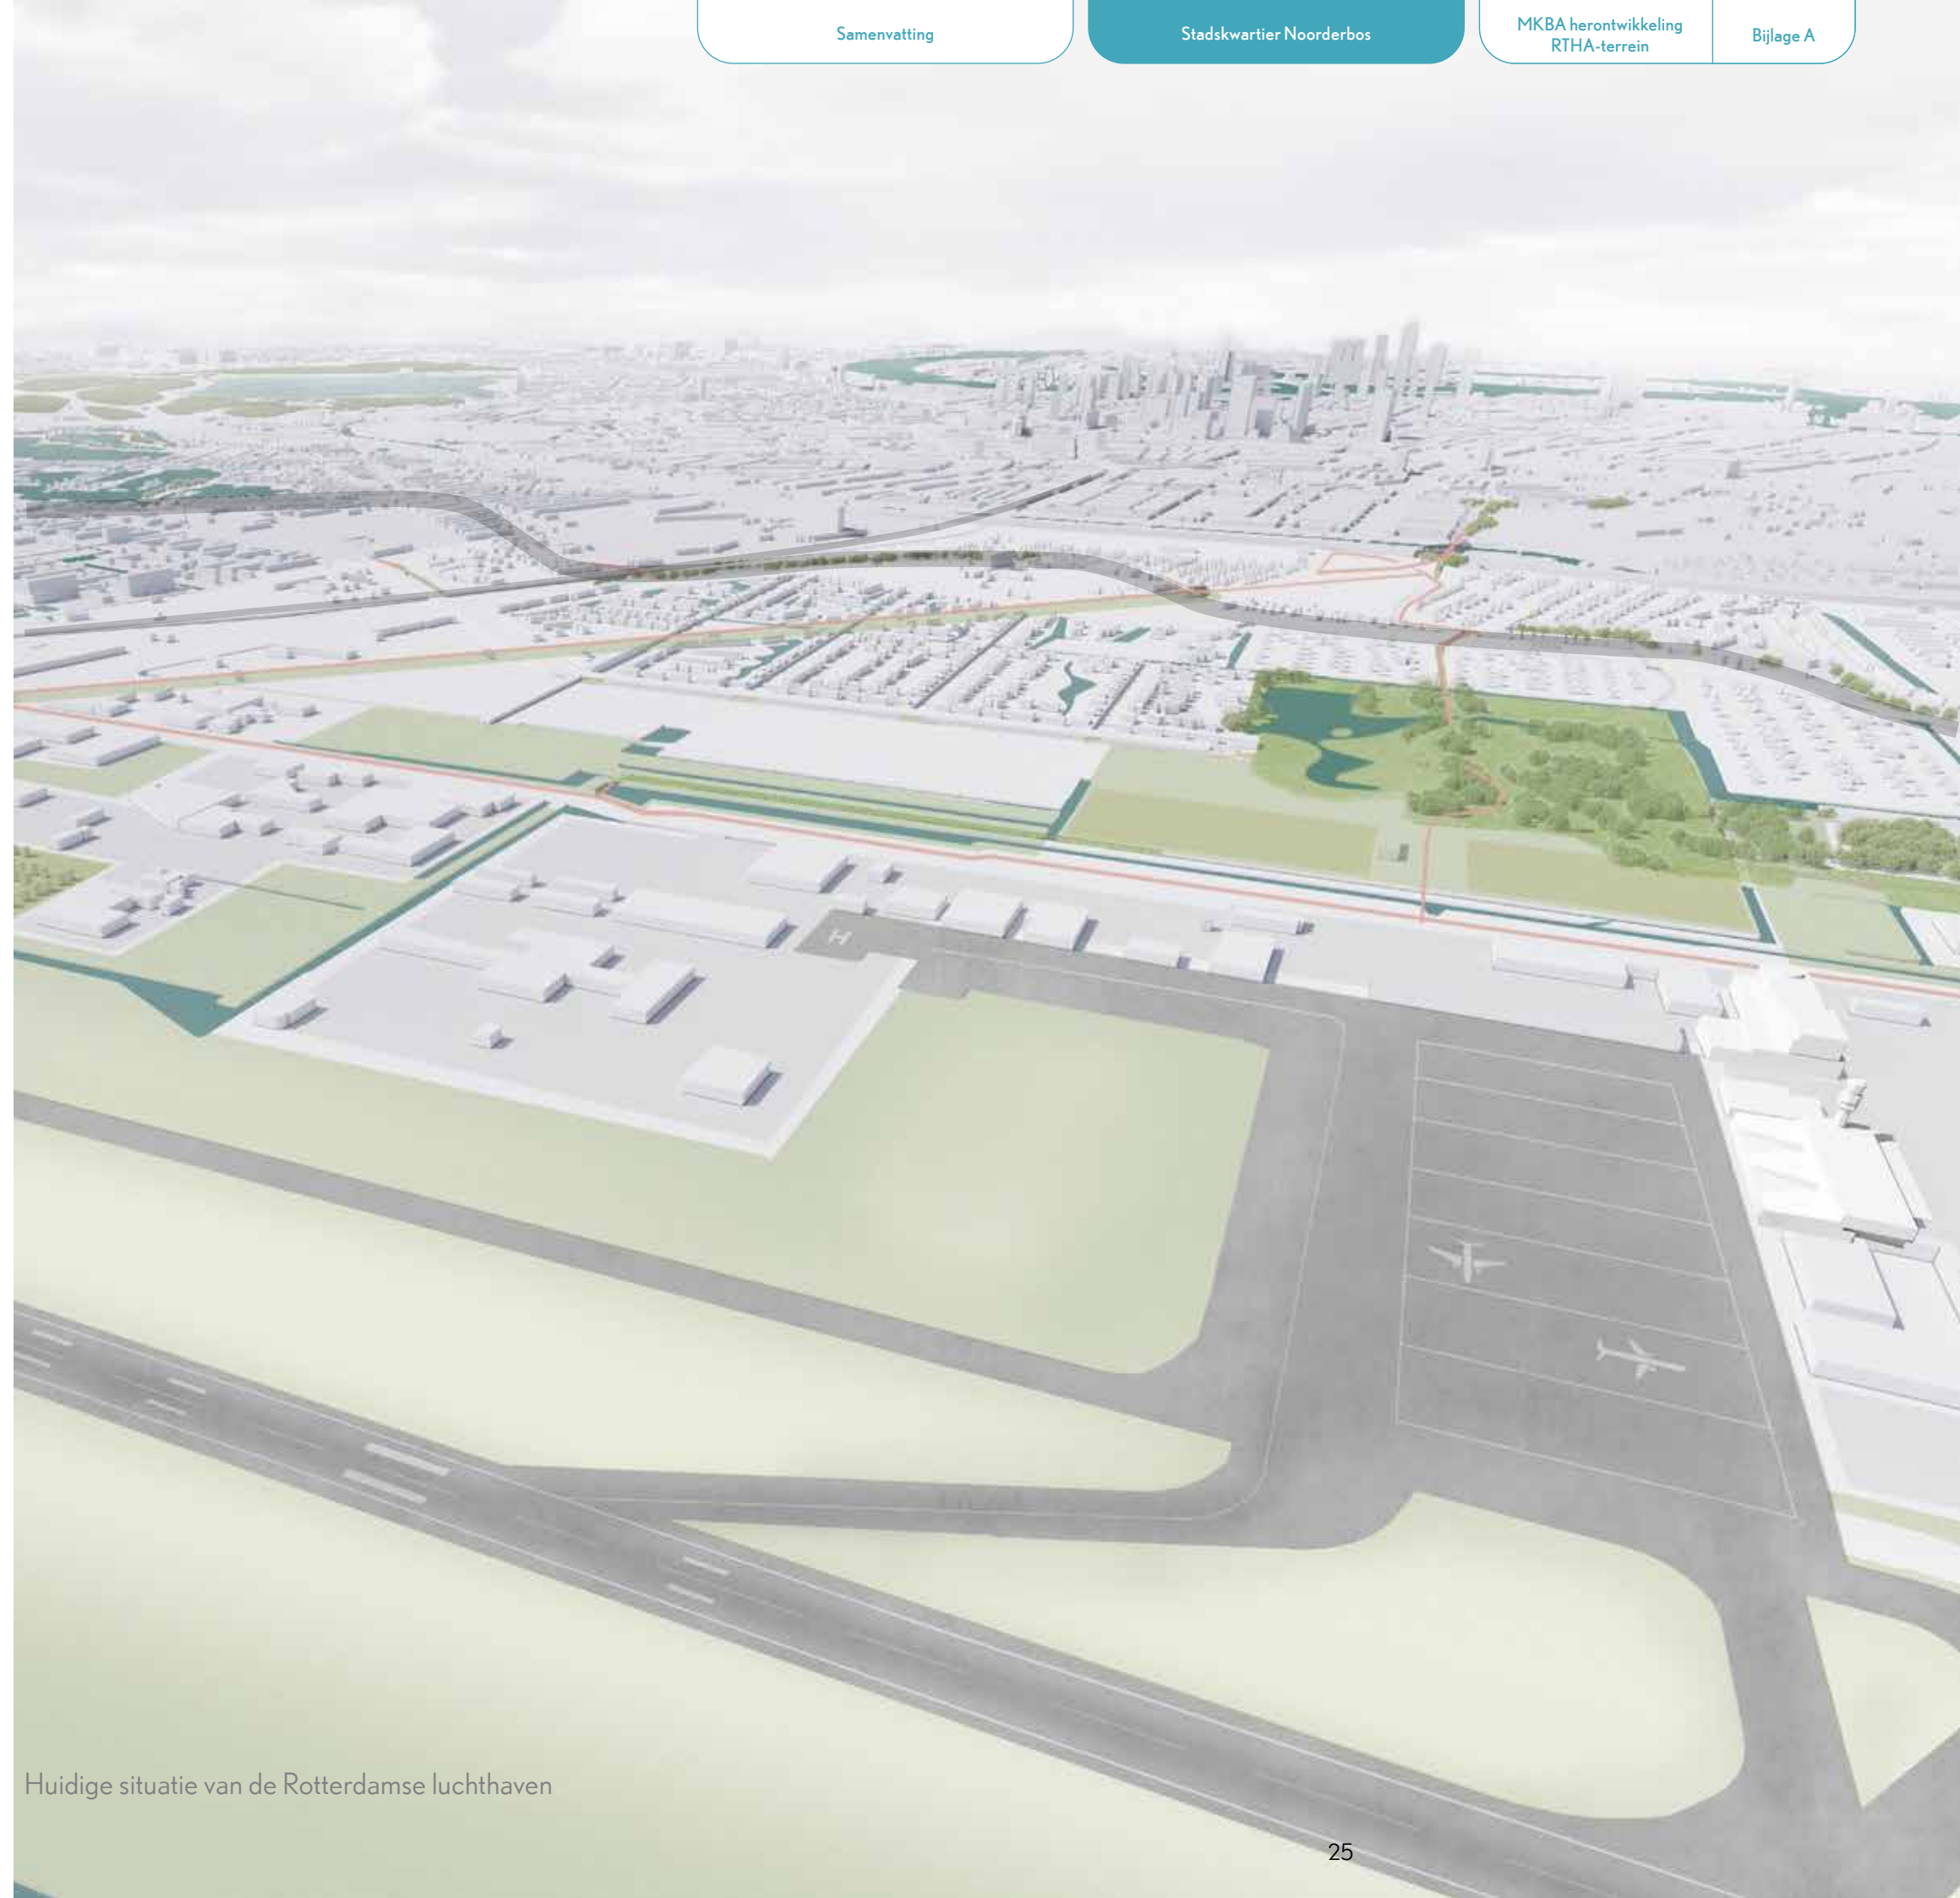 Samenvatting
Stadskwartier Noorderbos
MKBA herontwikkeling
RTHA-terrein
Bijlage A
H
Huidige situatie van de Rotterdamse luchthaven
25